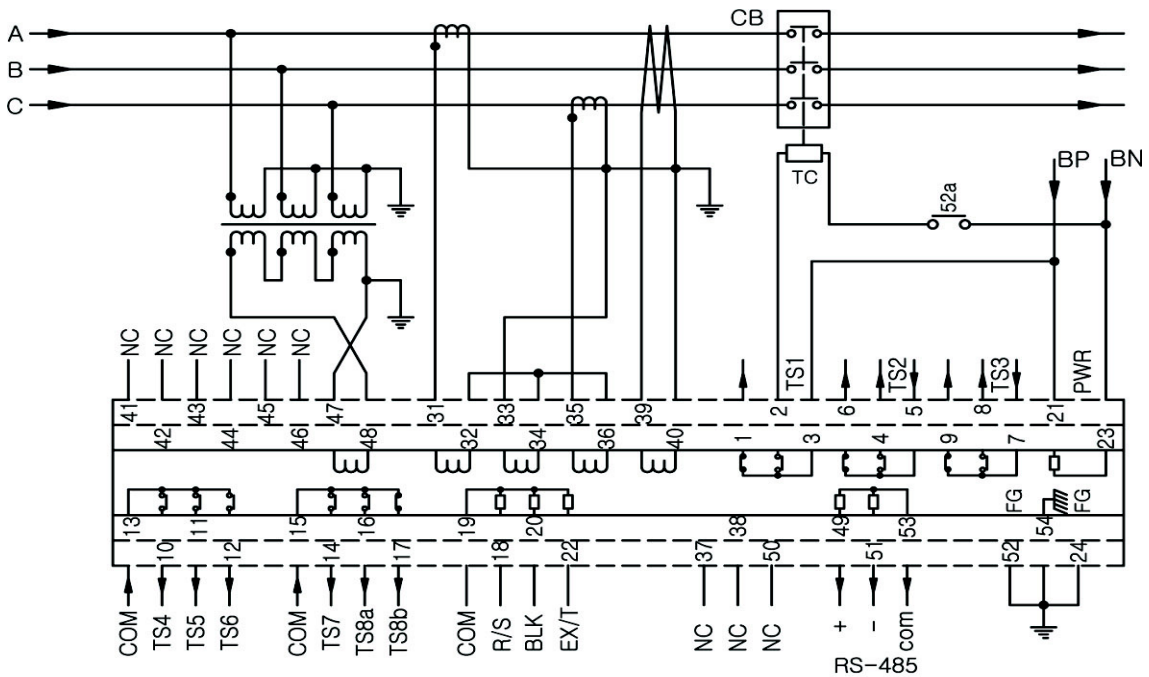 A
CB
B
C
BP
BN
TC
52a
NC
NC
NC
NC
NC
NC
TS1
TS2
TS3
PWR
41
43
45
47
31
33
35
39
2
6
5
8
21
42
44
46
48
32
34
36
40
1
3
4
9
7
23
FG
FG
13
11
15
16
19
20
38
49
53
54
10
12
14
17
18
22
37
50
51
52
24
COM
TS4
TS5
TS6
COM
TS7
TS8a
TS8b
COM
R/S
BLK
EX/T
NC
NC
NC
+
-
com
RS-485